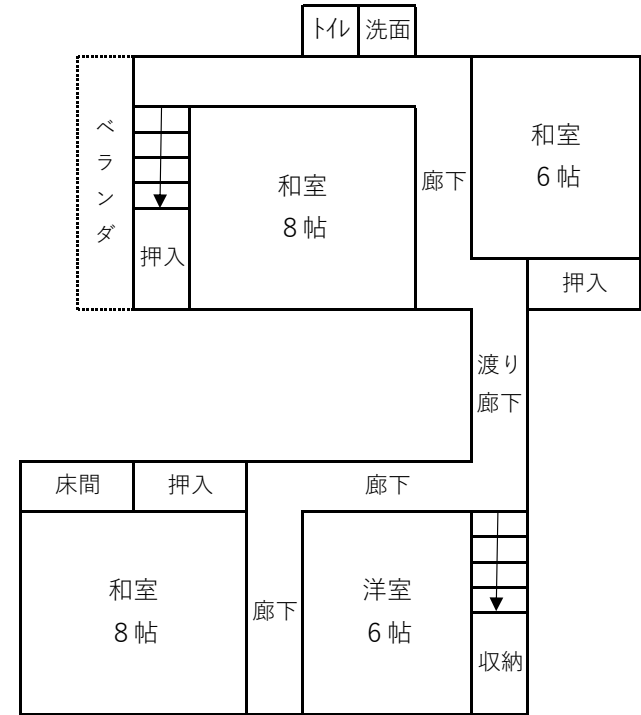 ﾄｲﾚ
洗面
ベランダ
和室
８帖
廊下
和室
６帖
押入
押入
渡り
廊下
床間
押入
廊下
和室
８帖
廊下
洋室
６帖
収納